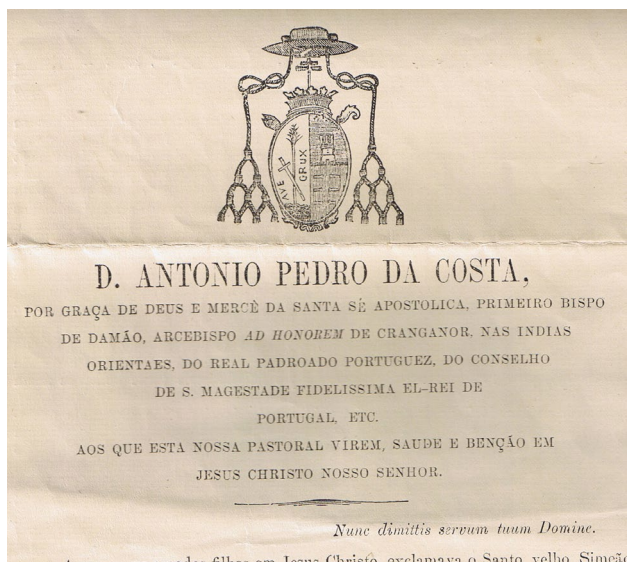 AVE CRUX
D. ANTONIO PEDRO DA COSTA,
POR GRAÇA DE DEUS E MERCÈ DA SANTA SÉ APOSTOLICA, PRIMEIRO BISPO
DE DAMÃO, ARCEBISPO AD HONOREM DE CRANGANOR, NAS INDIAS
ORIENTAES, DO REAL PADROADO PORTUGUEZ, DO CONSELHO
DE S. MAGESTADE FIDELISSIMA EL-REI DE
PORTUGAL, ETC.
AOS QUE ESTA NOSSA PASTORAL VIREM, SAUDE E BENÇÃO EM
JESUS CHRISTO NOSSO SENHOR.
Nunc dimittis servum tuum Domine.
filhos em Jesus Christo, exclamava o Santo velho Simeão